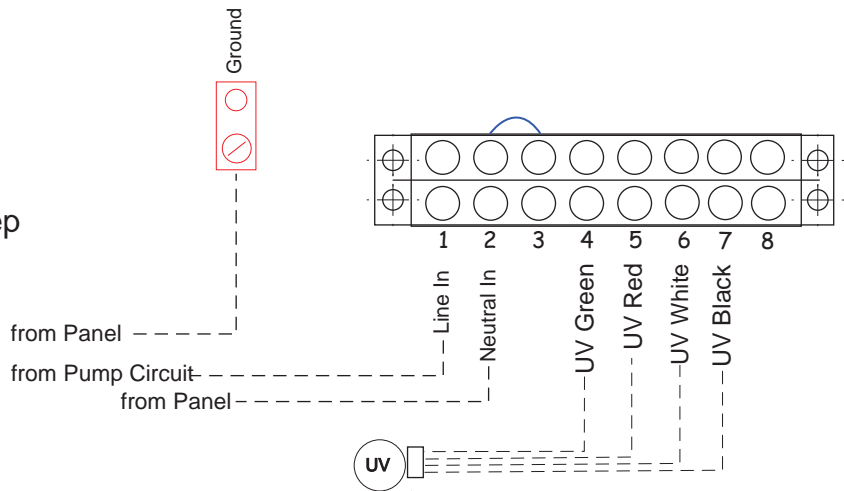 Ground
ep
1 2 3 4 5 6 7 8
Line In
Neutral In
UV Green
UV Red
UV White
UV Black
from Panel
from Pump Circuit
from Panel
UV